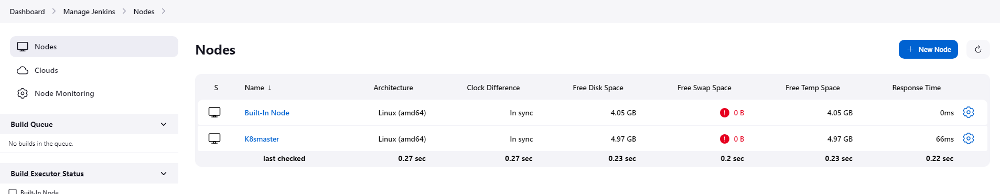 Dashboard > Manage Jenkins > Nodes >
Nodes
Clouds
Node Monitoring
Build Queue
No builds in the queue.
Build Executor Status
Built-In Node
Nodes
+ New Node
S Name ↓ Architecture Clock Difference Free Disk Space Free Swap Space Free Temp Space Response Time
Built-In Node Linux (amd64) In sync 4.05 GB ! 0 B 4.05 GB 0ms
K8smaster Linux (amd64) In sync 4.97 GB ! 0 B 4.97 GB 66ms
last checked 0.27 sec 0.27 sec 0.23 sec 0.2 sec 0.23 sec 0.22 sec